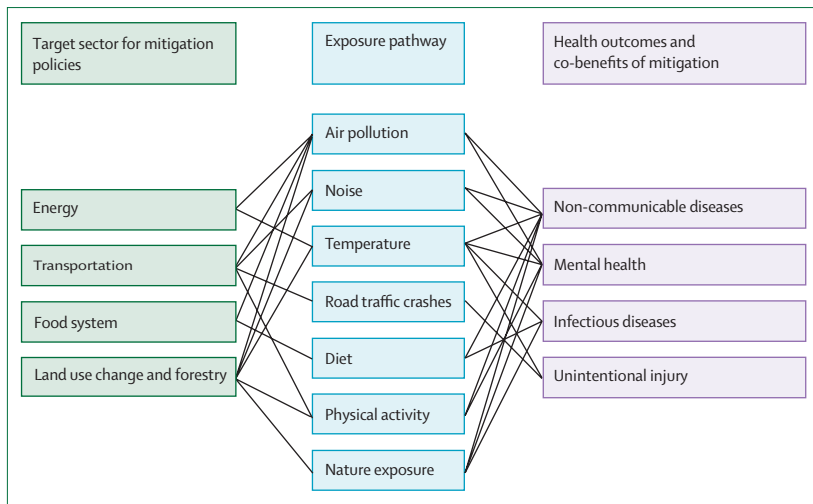 Target sector for mitigation
policies
Exposure pathway
Health outcomes and
co-benefits of mitigation
Energy
Transportation
Food system
Land use change and forestry
Air pollution
Noise
Temperature
Road traffic crashes
Diet
Physical activity
Nature exposure
Non-communicable diseases
Mental health
Infectious diseases
Unintentional injury